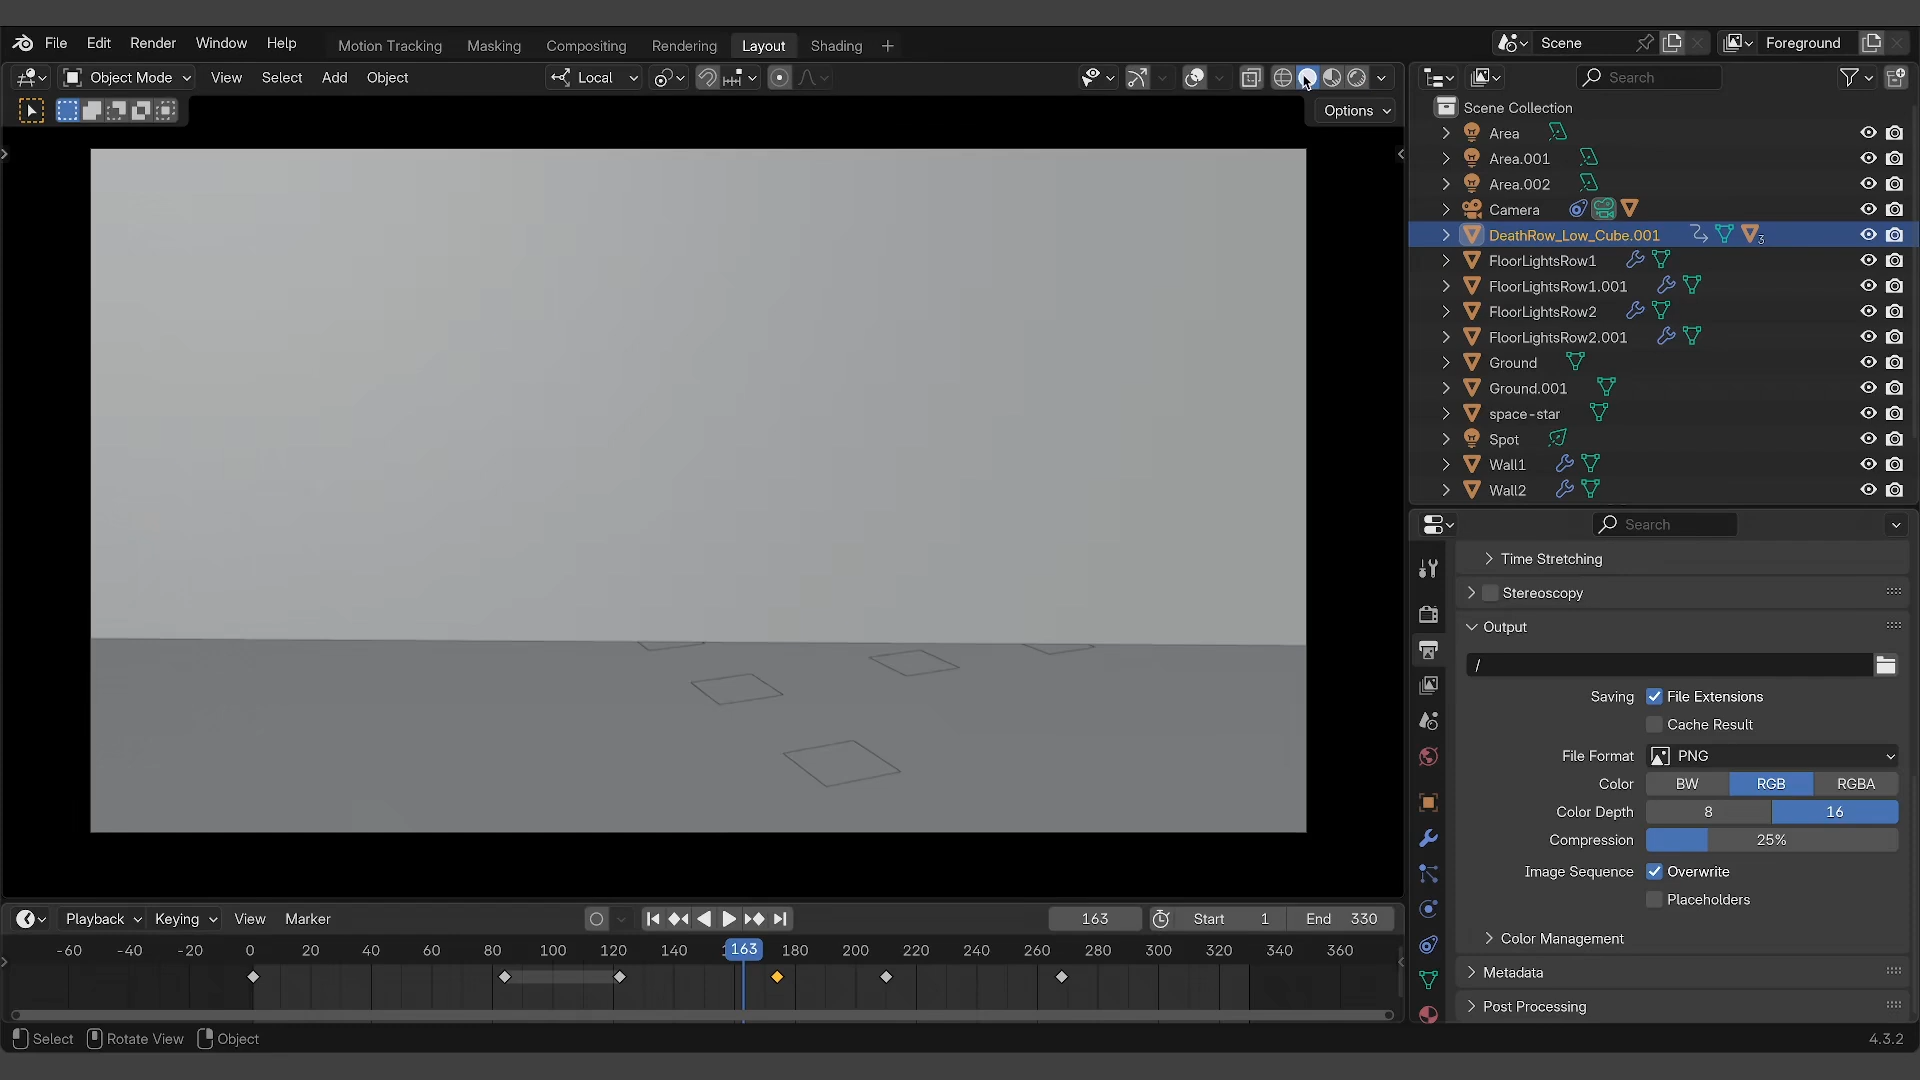 File Edit Render Window Help Motion Tracking Masking Compositing Rendering Layout Shading Scene Foreground
Object Mode View Select Add Object Local Search
Options
Scene Collection
Area
Area.001
Area.002
Camera
DeathRow_Low_Cube.001 3
FloorLightsRow1
FloorLightsRow1.001
FloorLightsRow2
FloorLightsRow2.001
Ground
Ground.001
space-star
Spot
Wall1
Wall2
Search
Time Stretching
Stereoscopy
Output
/
Saving File Extensions
Cache Result
File Format PNG
Color BW RGB RGBA
Color Depth 8 16
Compression 25%
Image Sequence Overwrite
Placeholders
Color Management
Metadata
Post Processing
Playback Keying View Marker 163 Start 1 End 330
-60 -40 -20 0 20 40 60 80 100 120 140 163 180 200 220 240 260 280 300 320 340 360
Select Rotate View Object 4.3.2